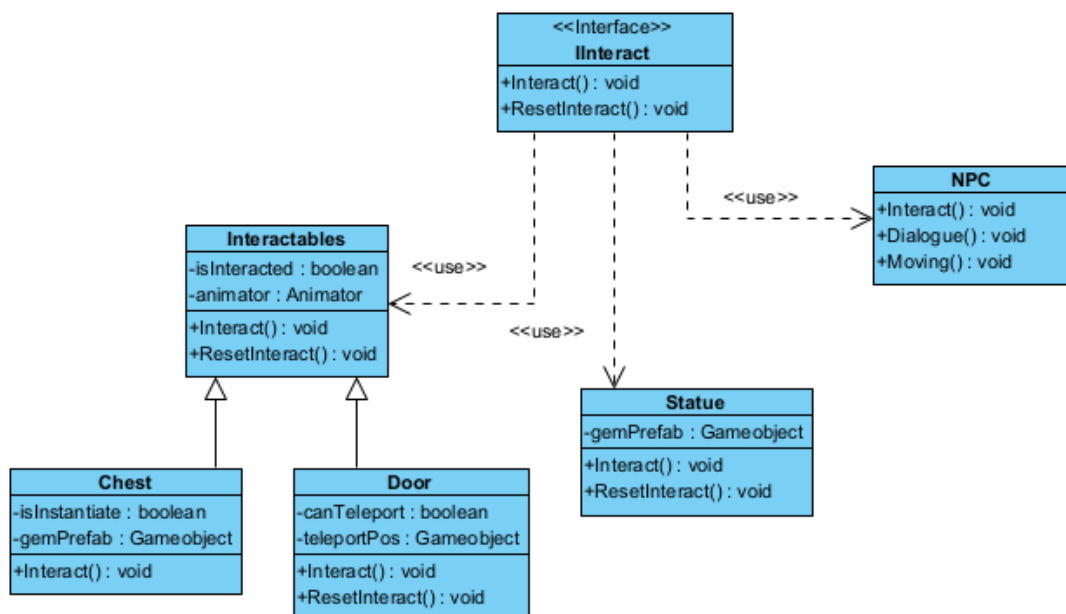 <<Interface>>
IInteract
+Interact() : void
+ResetInteract() : void
<<use>>
NPC
+Interact() : void
+Dialogue() : void
+Moving() : void
Interactables
-isInteracted : boolean
-animator : Animator
+Interact() : void
+ResetInteract() : void
<<use>>
<<use>>
Statue
-gemPrefab : Gameobject
+Interact() : void
+ResetInteract() : void
Chest
-isInstantiate : boolean
-gemPrefab : Gameobject
+Interact() : void
Door
-canTeleport : boolean
-teleportPos : Gameobject
+Interact() : void
+ResetInteract() : void